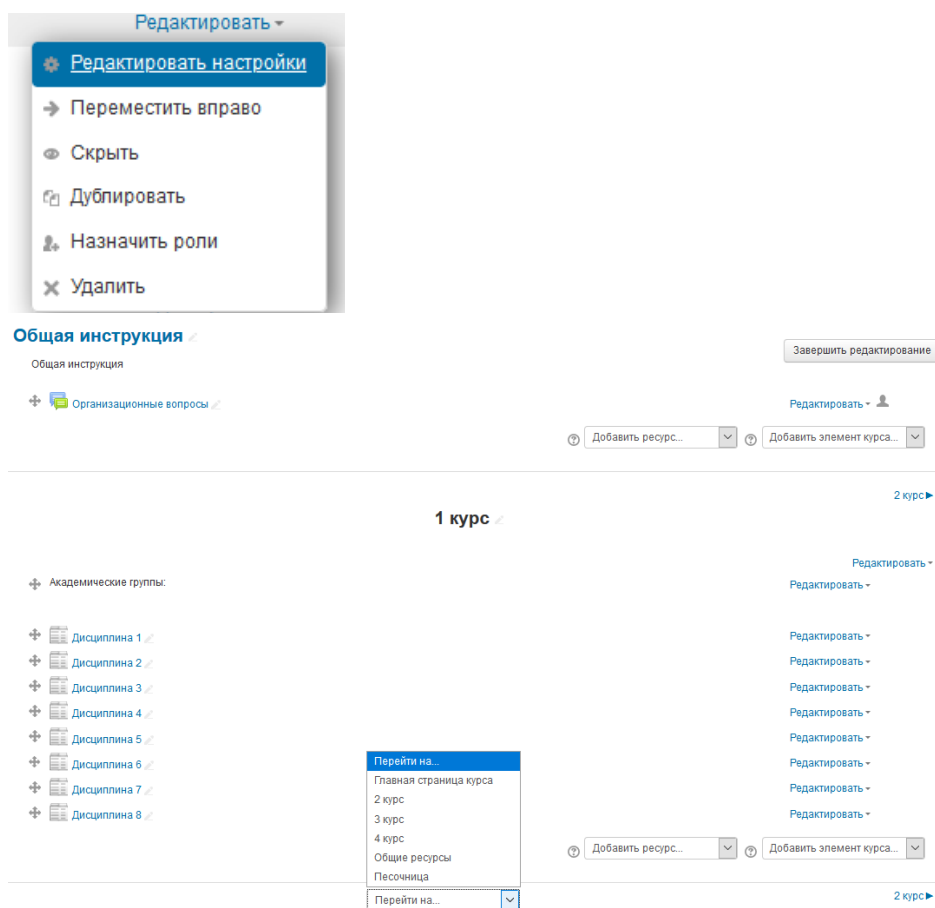 Редактировать
Редактировать настройки
Переместить вправо
Скрыть
Дублировать
Назначить роли
Удалить
Общая инструкция
Завершить редактирование
Общая инструкция
Организационные вопросы Редактировать
? Добавить ресурс... ? Добавить элемент курса...
2 курс
1 курс
Редактировать
Академические группы: Редактировать
Дисциплина 1 Редактировать
Дисциплина 2 Редактировать
Дисциплина 3 Редактировать
Дисциплина 4 Редактировать
Дисциплина 5 Редактировать
Дисциплина 6 Редактировать
Дисциплина 7 Редактировать
Дисциплина 8 Редактировать
Перейти на...
Главная страница курса
2 курс
3 курс
4 курс
Общие ресурсы
Песочница
? Добавить ресурс... ? Добавить элемент курса...
Перейти на... 2 курс